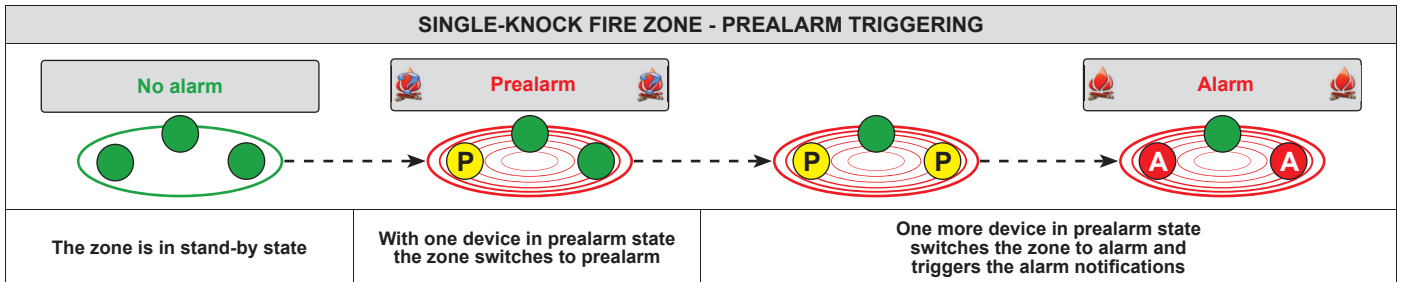 SINGLE-KNOCK FIRE ZONE - PREALARM TRIGGERING
No alarm
Prealarm
Alarm
P
P
P
A
A
The zone is in stand-by state
With one device in prealarm state
the zone switches to prealarm
One more device in prealarm state
switches the zone to alarm and
triggers the alarm notifications